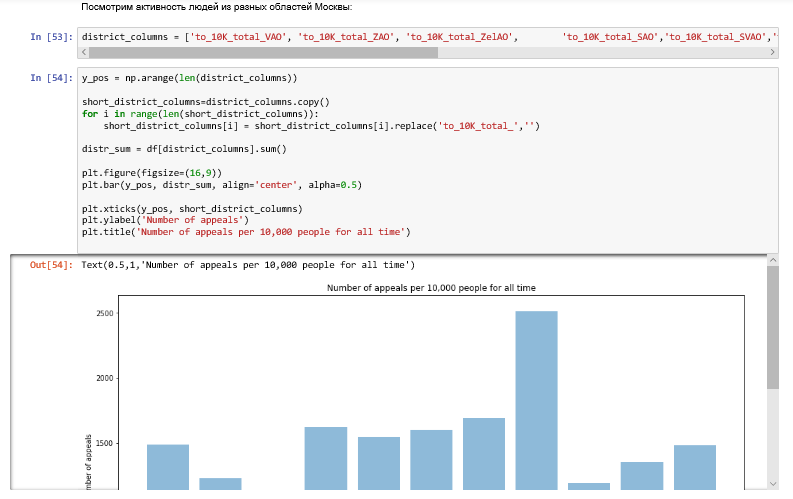 Посмотрим активность людей из разных областей Москвы:
In [53]: district_columns = ['to_10K_total_VAO', 'to_10K_total_ZAO', 'to_10K_total_ZelAO', 'to_10K_total_SAO','to_10K_total_SVAO','
In [54]: y_pos = np.arange(len(district_columns))
short_district_columns=district_columns.copy()
for i in range(len(short_district_columns)):
short_district_columns[i] = short_district_columns[i].replace('to_10K_total_','')
distr_sum = df[district_columns].sum()
plt.figure(figsize=(16,9))
plt.bar(y_pos, distr_sum, align='center', alpha=0.5)
plt.xticks(y_pos, short_district_columns)
plt.ylabel('Number of appeals')
plt.title('Number of appeals per 10,000 people for all time')
Out[54]: Text(0.5,1,'Number of appeals per 10,000 people for all time')
Number of appeals per 10,000 people for all time
2500
2000
1500
mber of appeals